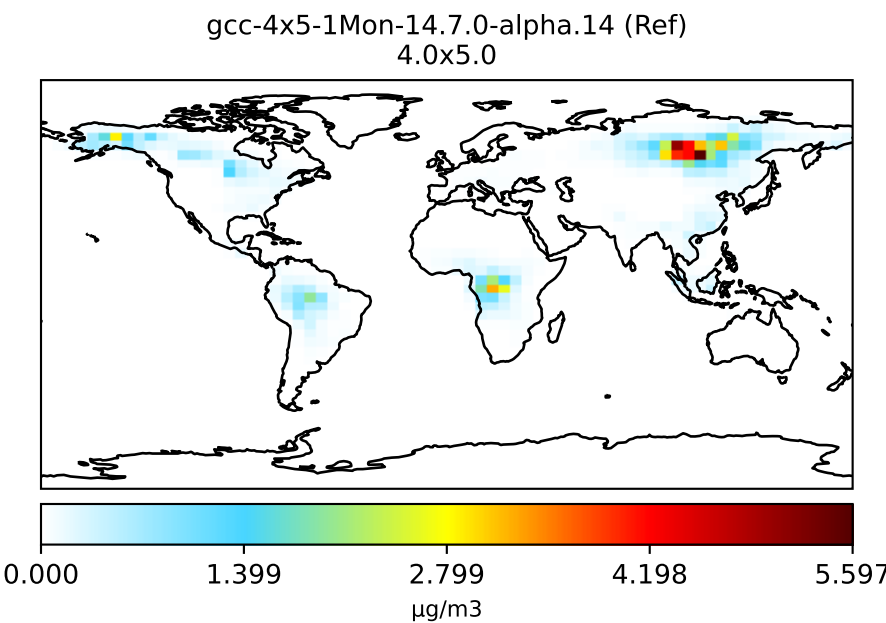 gcc-4x5-1Mon-14.7.0-alpha.14 (Ref)
4.0x5.0
0.000 1.399 2.799 4.198 5.597
μg/m3